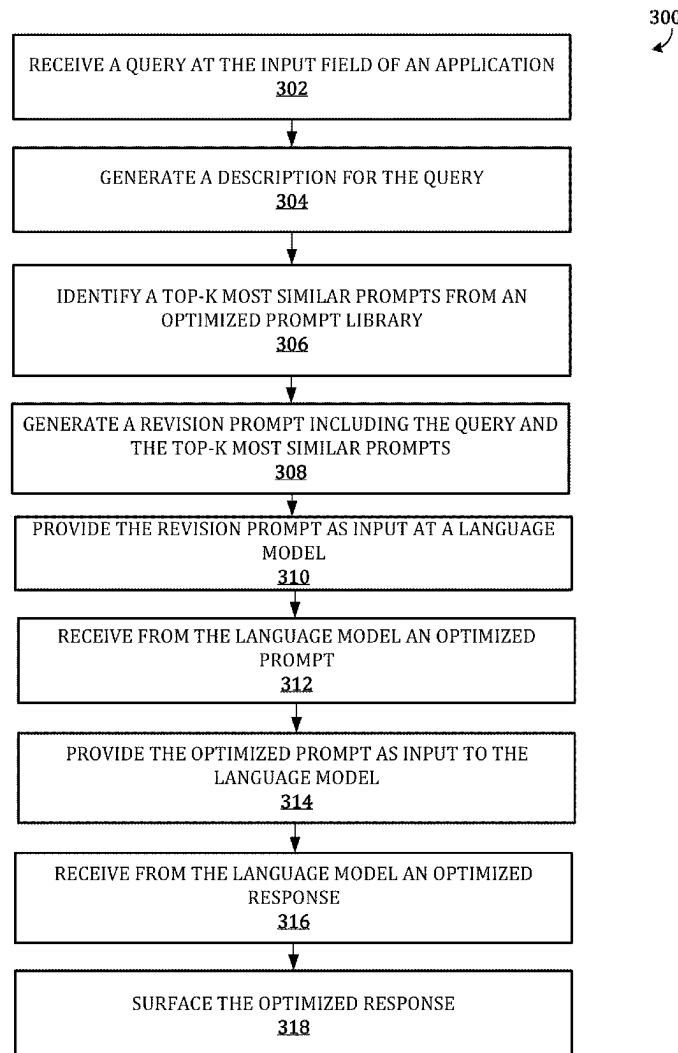 300
RECEIVE A QUERY AT THE INPUT FIELD OF AN APPLICATION
302
GENERATE A DESCRIPTION FOR THE QUERY
304
IDENTIFY A TOP-K MOST SIMILAR PROMPTS FROM AN
OPTIMIZED PROMPT LIBRARY
306
GENERATE A REVISION PROMPT INCLUDING THE QUERY AND
THE TOP-K MOST SIMILAR PROMPTS
308
PROVIDE THE REVISION PROMPT AS INPUT AT A LANGUAGE
MODEL
310
RECEIVE FROM THE LANGUAGE MODEL AN OPTIMIZED
PROMPT
312
PROVIDE THE OPTIMIZED PROMPT AS INPUT TO THE
LANGUAGE MODEL
314
RECEIVE FROM THE LANGUAGE MODEL AN OPTIMIZED
RESPONSE
316
SURFACE THE OPTIMIZED RESPONSE
318